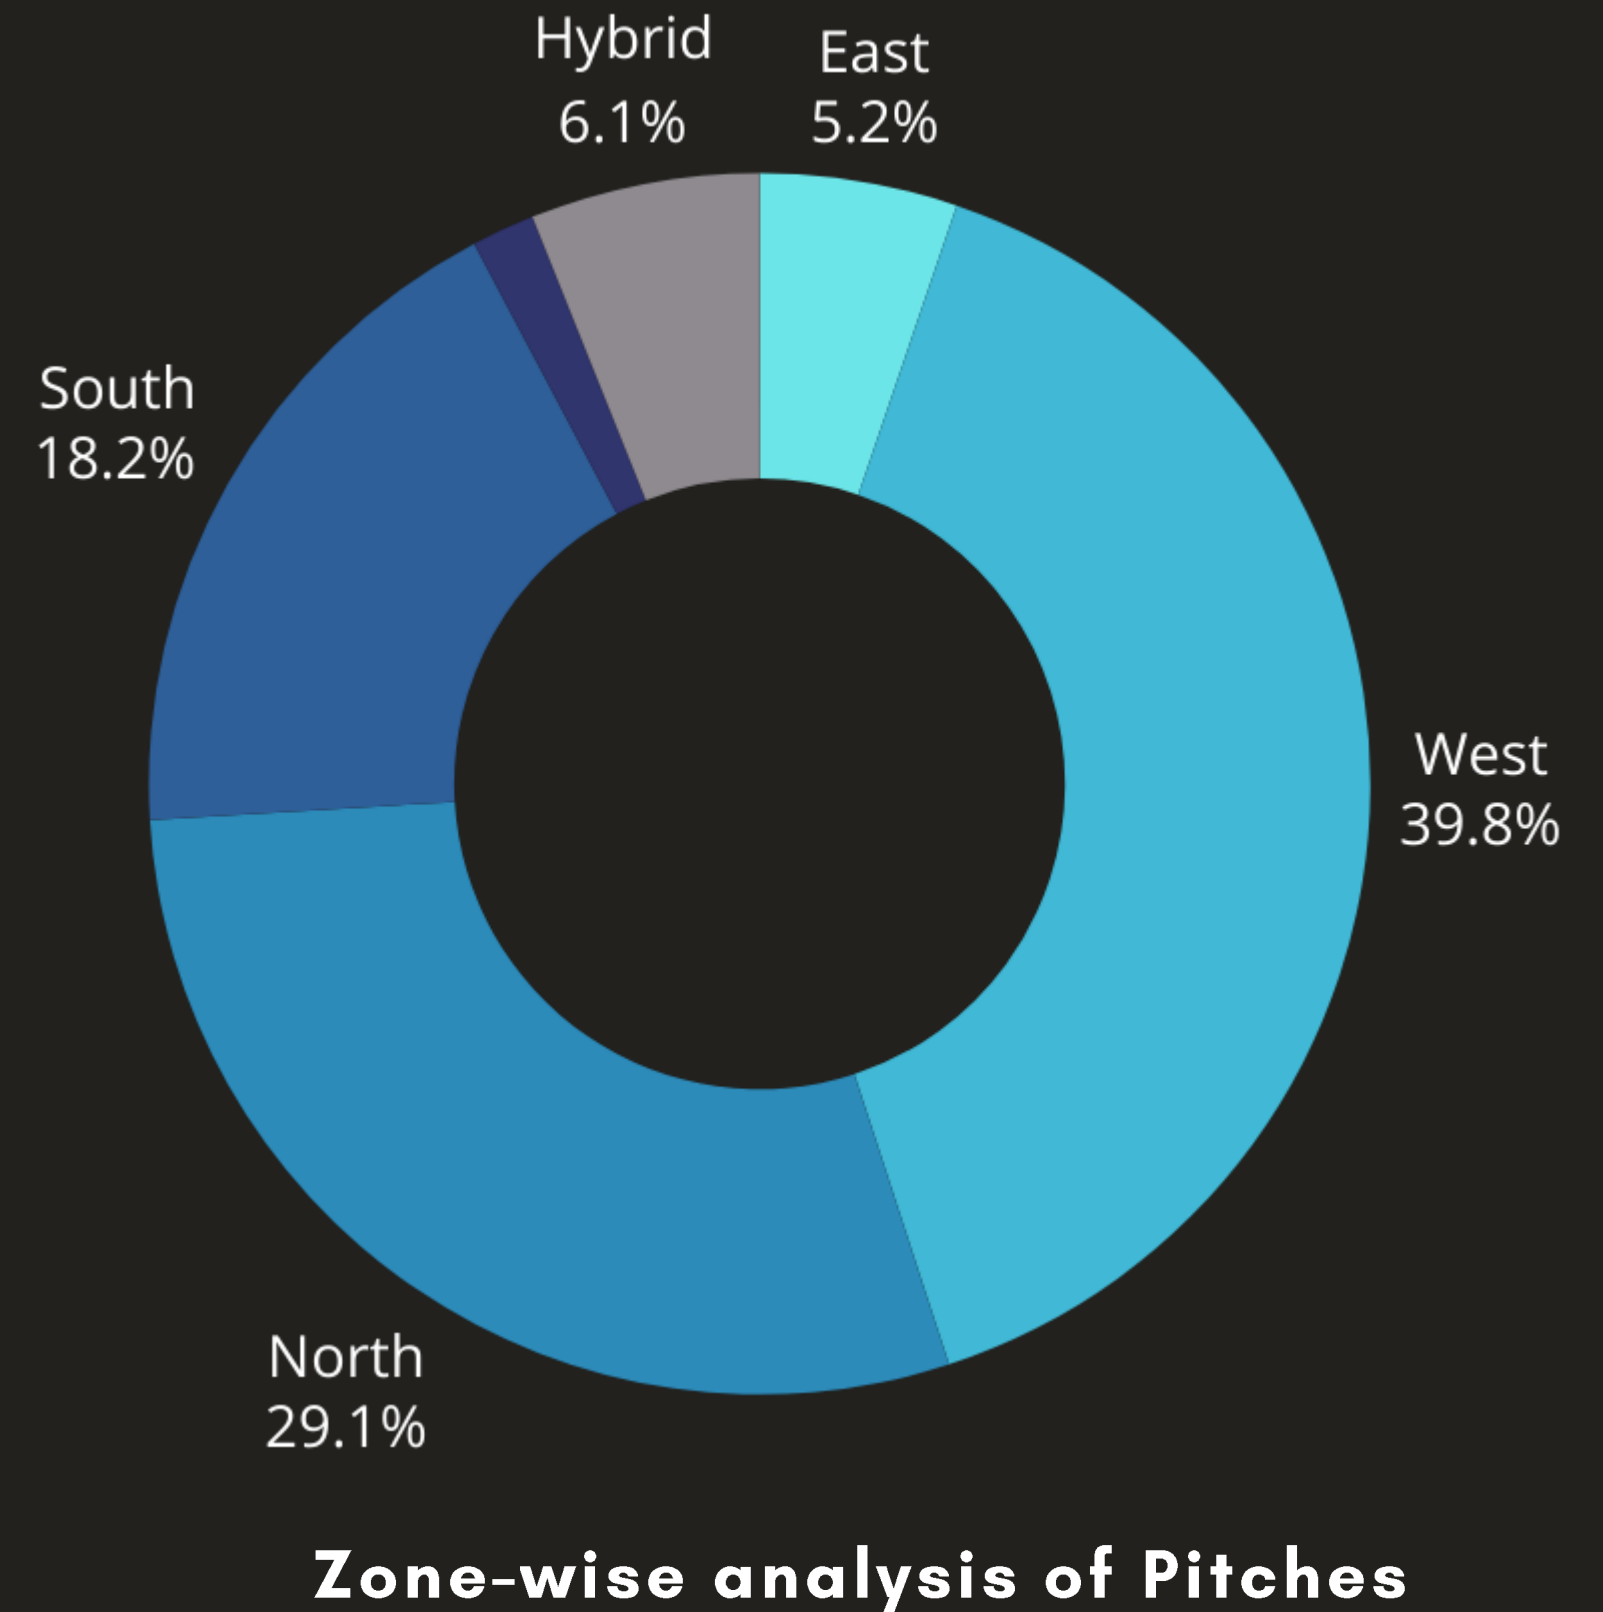 Hybrid
6.1%
East
5.2%
South
18.2%
West
39.8%
North
29.1%
Zone-wise analysis of Pitches